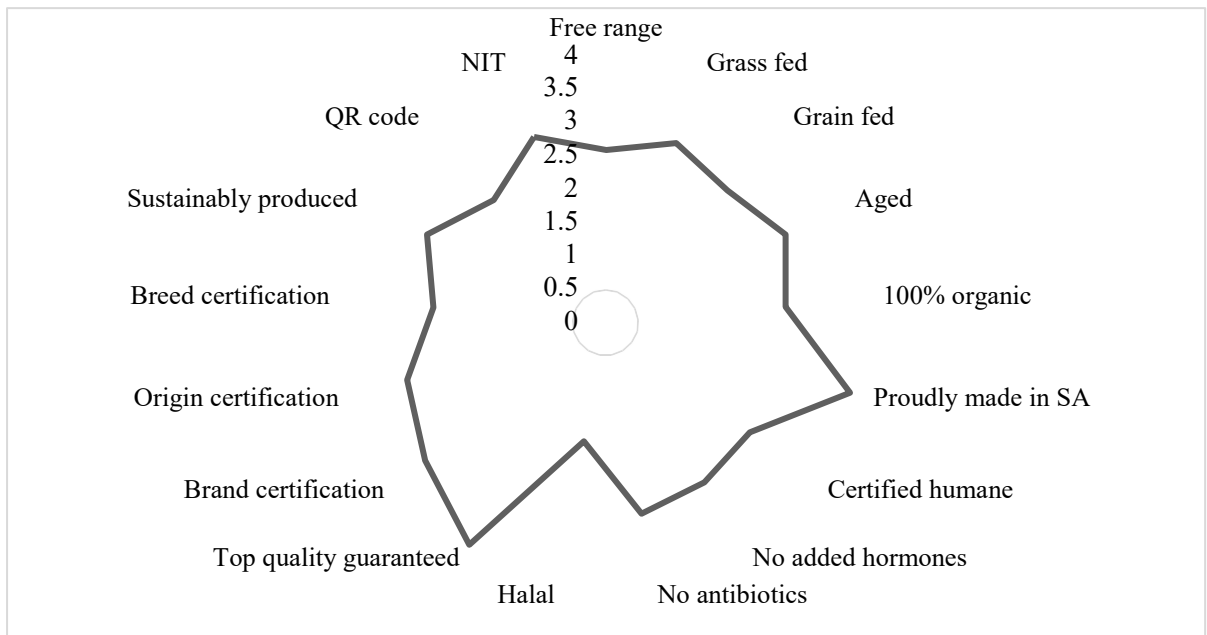 Free range
4
NIT
Grass fed
3.5
QR code
3
Grain fed
2.5
2
Sustainably produced
Aged
1.5
1
Breed certification
0.5
100% organic
0
Origin certification
Proudly made in SA
Brand certification
Certified humane
Top quality guaranteed
No added hormones
Halal
No antibiotics